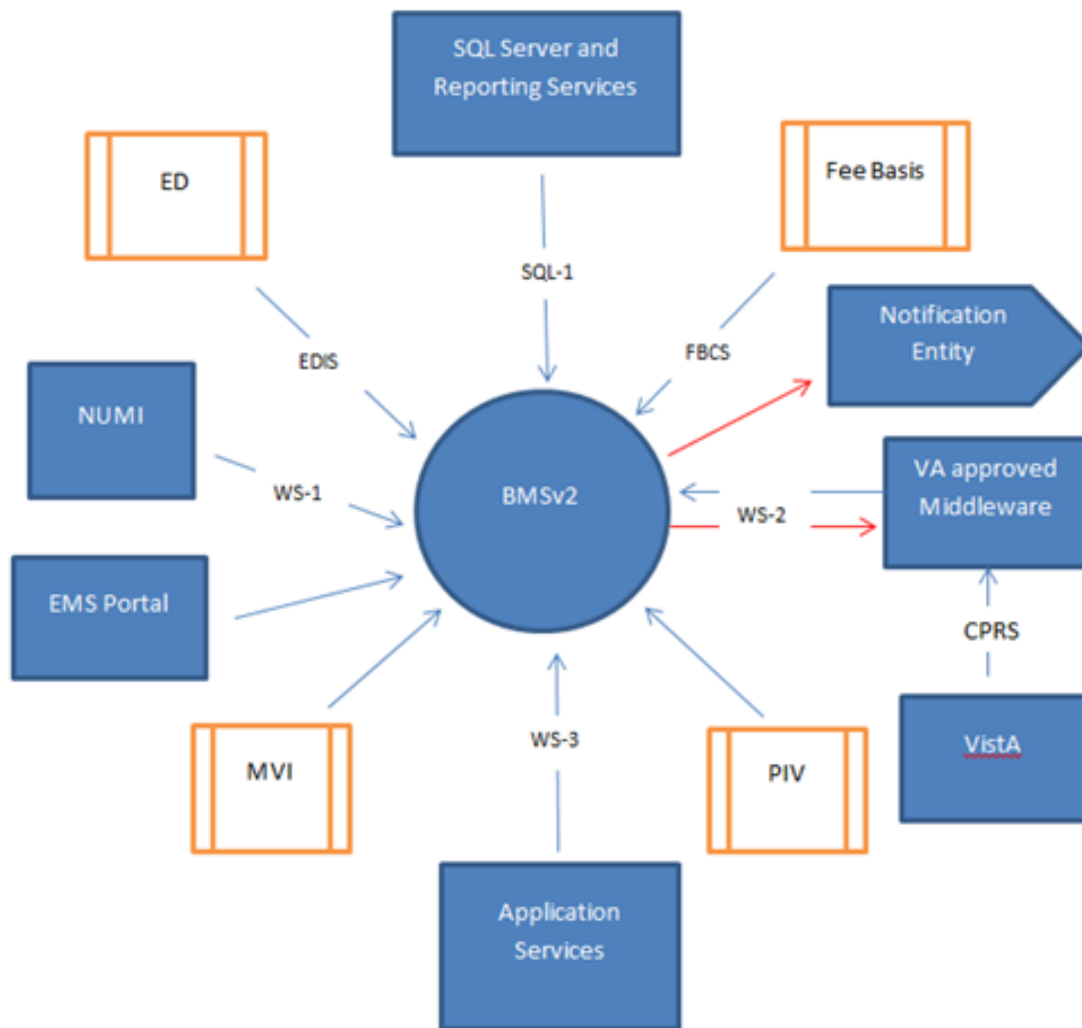 SQL Server and
Reporting Services
ED
Fee Basis
SQL-1
Notification
Entity
EDIS
FBCS
NUMI
VA approved
Middleware
WS-1
BMSv2
WS-2
EMS Portal
CPRS
WS-3
VistA
MVI
PIV
Application
Services